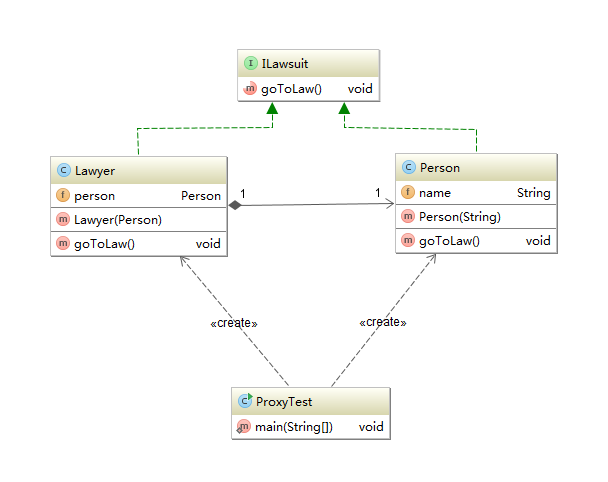 I ILawsuit
m goToLaw() void
C Lawyer
f person Person
m Lawyer(Person)
m goToLaw() void
1 1
C Person
f name String
m Person(String)
m goToLaw() void
«create» «create»
C ProxyTest
m main(String[]) void